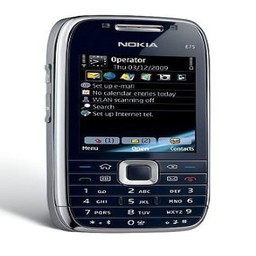 NOKIA E75
Operator
Thu 03/12/2009
Set up e-mail
No calendar entries today
WLAN scanning off
Search
Set up Internet tel.
(1) (2)
Menu Open Contacts
1 2 abc 3 def
4 ghi 5 jkl 6 mno
7 pqrs 8 tuv 9 wxyz
* 0 #